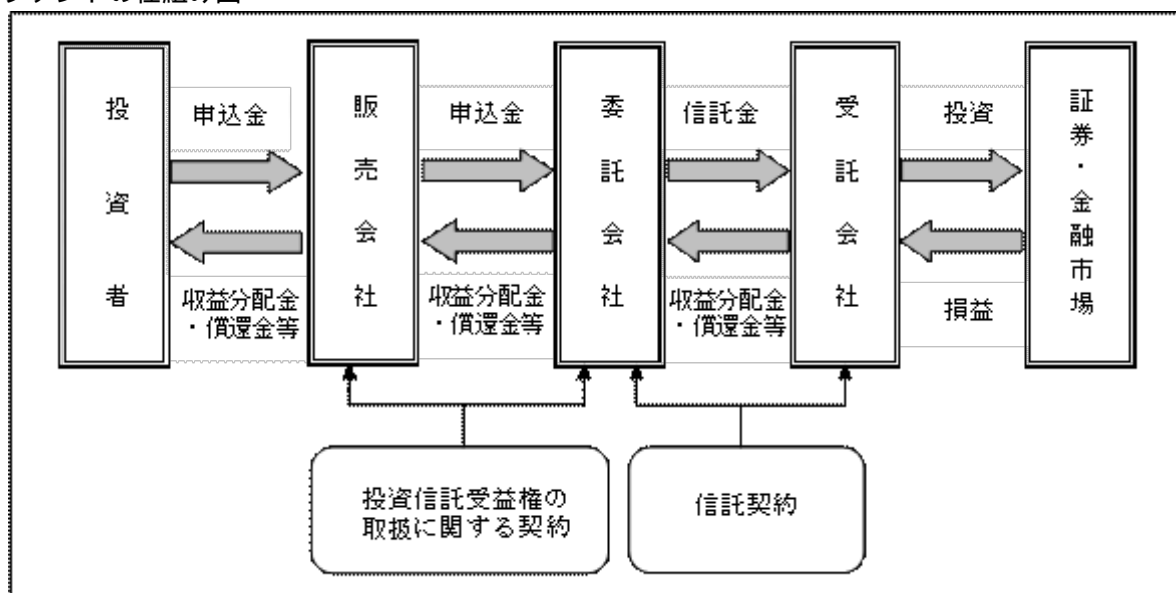 ファンドの仕組み図
投資者
申込金
収益分配金
・償還金等
販売会社
申込金
収益分配金
・償還金等
委託会社
信託金
収益分配金
・償還金等
受託会社
投資
損益
証券・金融市場
投資信託受益権の
取扱に関する契約
信託契約